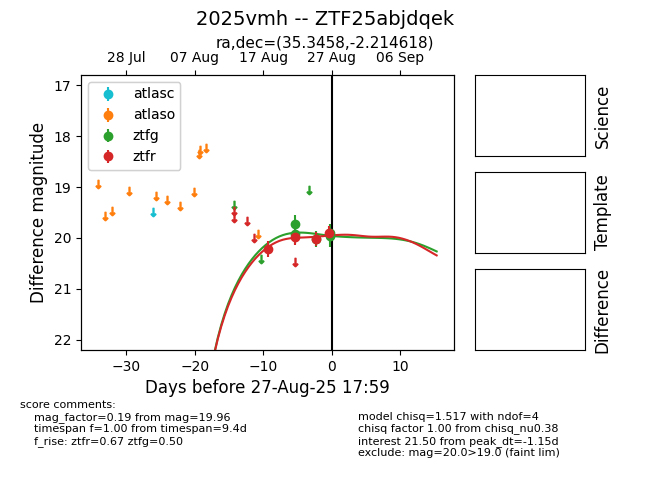 2025vmh -- ZTF25abjdqek
ra,dec=(35.3458,-2.214618)
28 Jul 07 Aug 17 Aug 27 Aug 06 Sep
atlasc
atlaso
ztfg
ztfr
17
18
19
20
21
22
Difference magnitude
−30 −20 −10 0 10
Days before 27-Aug-25 17:59
Science
Template
Difference
score comments:
mag_factor=0.19 from mag=19.96
timespan f=1.00 from timespan=9.4d
f_rise: ztfr=0.67 ztfg=0.50
model chisq=1.517 with ndof=4
chisq factor 1.00 from chisq_nu0.38
interest 21.50 from peak_dt=-1.15d
exclude: mag=20.0>19.0 (faint lim)